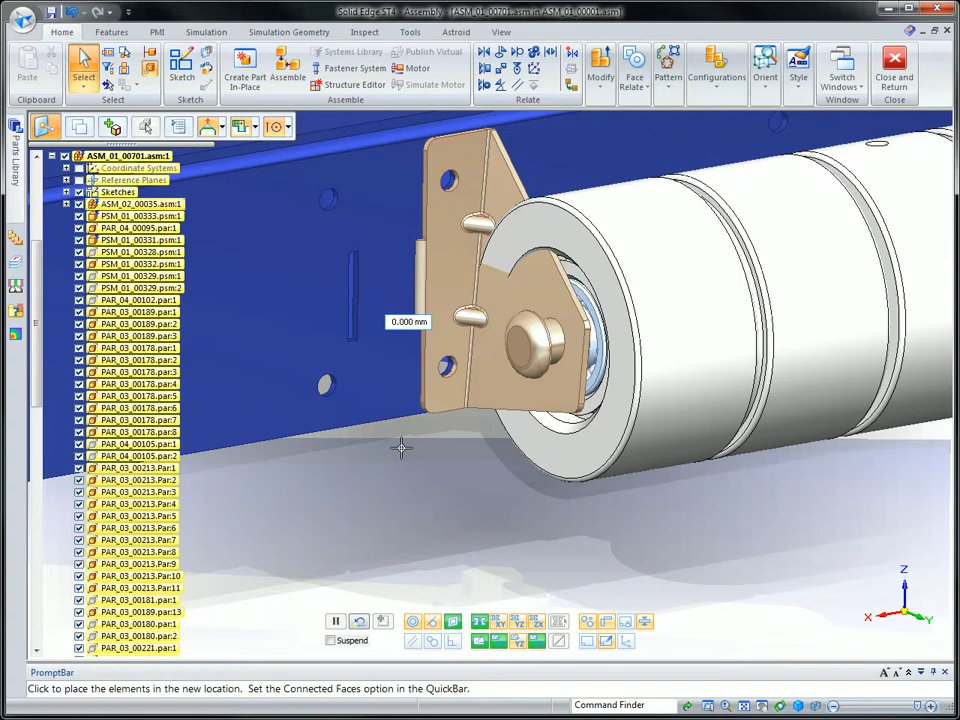 Solid Edge ST4 - Assembly - [ASM_01_00701.asm in ASM_01_00001.asm]
Home Features PMI Simulation Simulation Geometry Inspect Tools Astroid View
Paste
Clipboard
Select
Select
Sketch
Sketch
Create Part In-Place
Assemble
Systems Library
Fastener System
Structure Editor
Publish Virtual
Motor
Simulate Motor
Assemble
Relate
Modify
Face Relate
Pattern
Configurations
Orient
Style
Switch Windows
Window
Close and Return
Close
Parts Library
ASM_01_00701.asm:1
Coordinate Systems
Reference Planes
Sketches
ASM_02_00035.asm:1
PSM_01_00333.psm:1
PAR_04_00095.par:1
PSM_01_00331.psm:1
PSM_01_00328.psm:1
PSM_01_00332.psm:1
PSM_01_00329.psm:1
PSM_01_00329.psm:2
PAR_04_00102.par:1
PAR_03_00189.par:1
PAR_03_00189.par:2
PAR_03_00189.par:3
PAR_03_00178.par:1
PAR_03_00178.par:2
PAR_03_00178.par:3
PAR_03_00178.par:4
PAR_03_00178.par:5
PAR_03_00178.par:6
PAR_03_00178.par:7
PAR_03_00178.par:8
PAR_04_00105.par:1
PAR_04_00105.par:2
PAR_03_00213.Par:1
PAR_03_00213.Par:2
PAR_03_00213.Par:3
PAR_03_00213.Par:4
PAR_03_00213.Par:5
PAR_03_00213.Par:6
PAR_03_00213.Par:7
PAR_03_00213.Par:8
PAR_03_00213.Par:9
PAR_03_00213.Par:10
PAR_03_00213.Par:11
PAR_03_00181.par:1
PAR_03_00189.par:13
PAR_03_00180.par:1
PAR_03_00180.par:2
PAR_03_00221.par:1
0.000 mm
Z
X
Y
XY YZ ZX
Suspend
YZ
PromptBar
Click to place the elements in the new location. Set the Connected Faces option in the QuickBar.
Command Finder